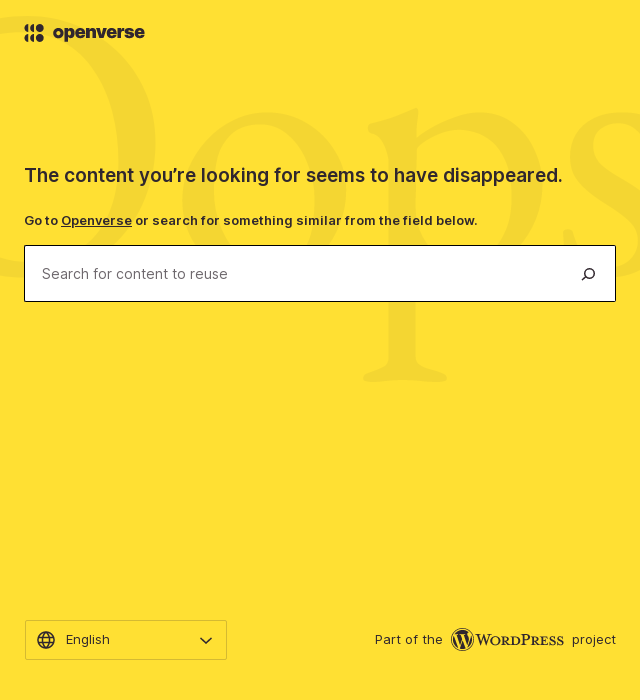 openverse
Oops
The content you’re looking for seems to have disappeared.
Go to Openverse or search for something similar from the field below.
Search for content to reuse
English
Part of the WORDPRESS project